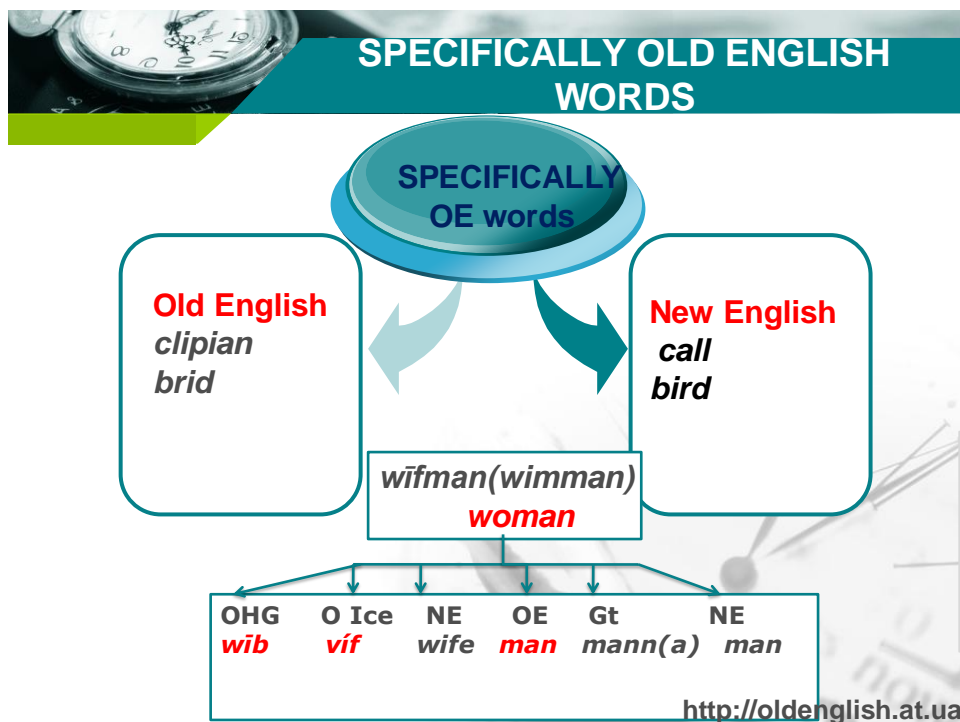 SPECIFICALLY OLD ENGLISH
WORDS
SPECIFICALLY
OE words
Old English
clipian
brid
New English
call
bird
wīfman(wimman)
woman
OHG O Ice NE OE Gt NE
wīb víf wife man mann(a) man
http://oldenglish.at.ua